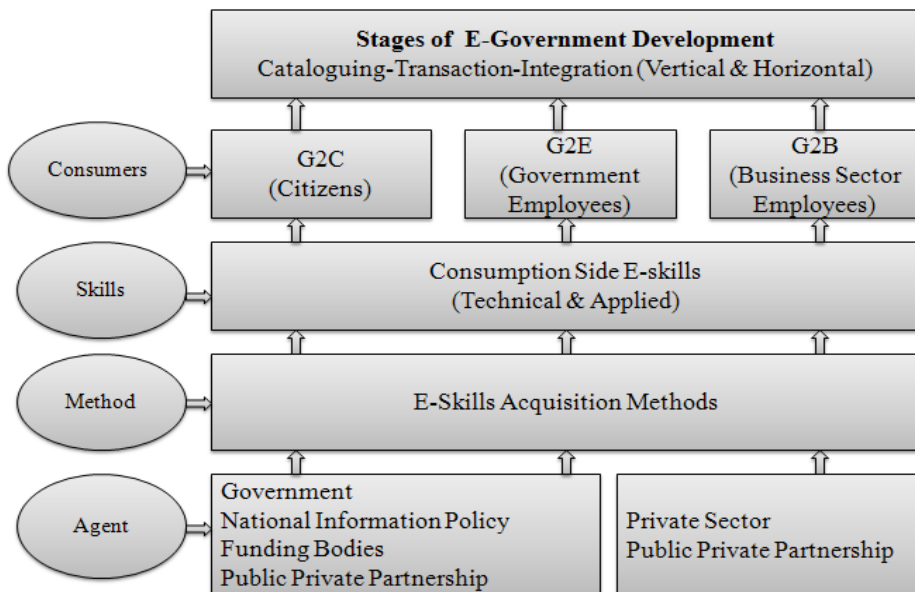 Stages of E-Government Development
Cataloguing-Transaction-Integration (Vertical & Horizontal)
Consumers
G2C
(Citizens)
G2E
(Government
Employees)
G2B
(Business Sector
Employees)
Skills
Consumption Side E-skills
(Technical & Applied)
Method
E-Skills Acquisition Methods
Agent
Government
National Information Policy
Funding Bodies
Public Private Partnership
Private Sector
Public Private Partnership